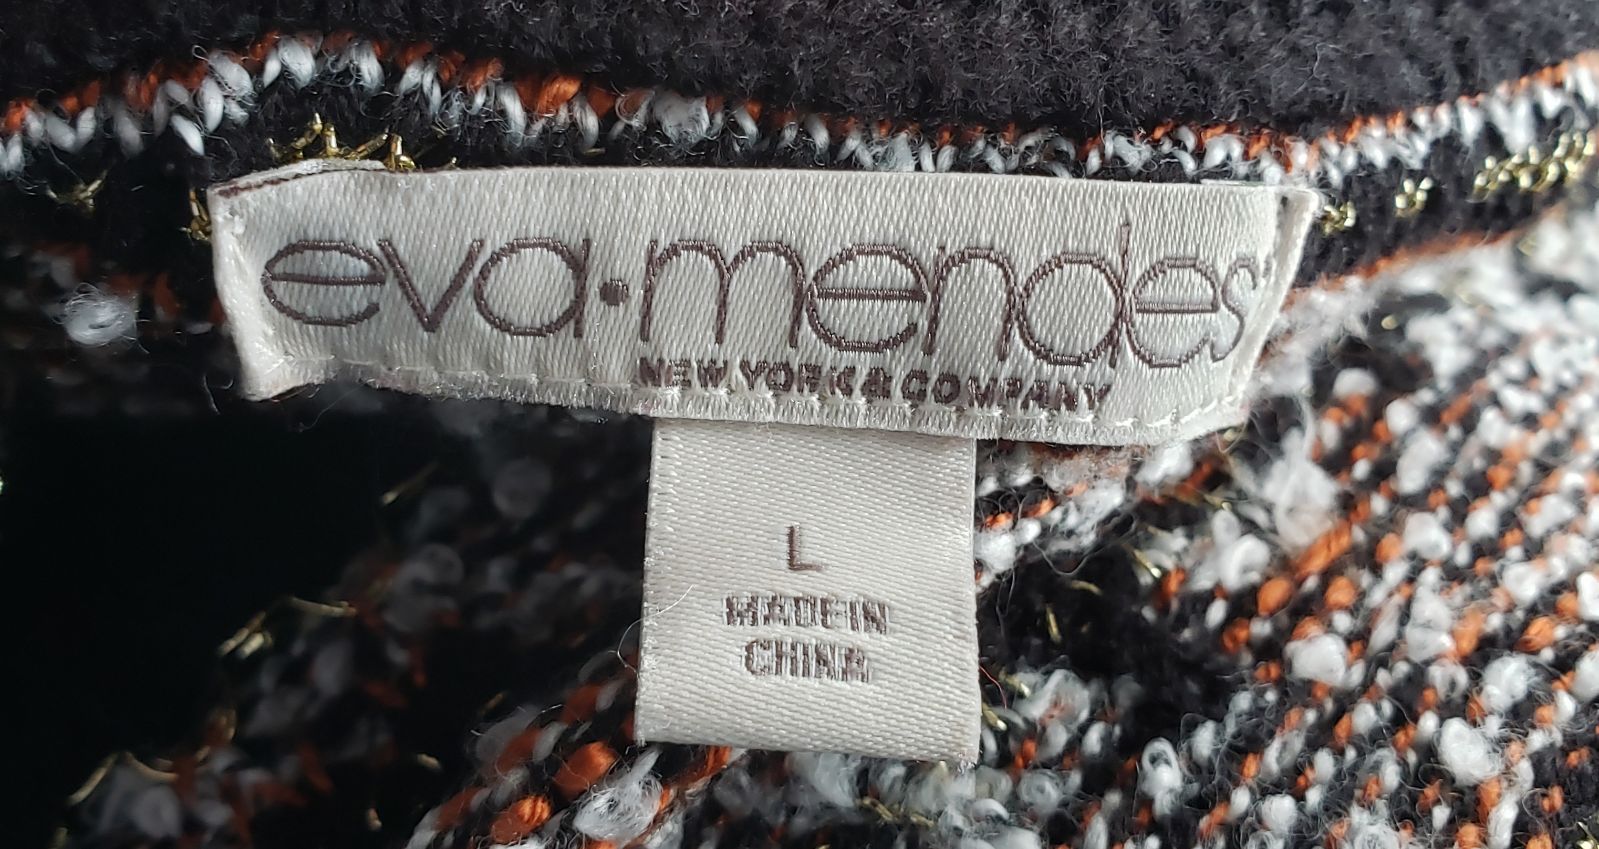 eva·mendes
NEW YORK & COMPANY
L
MADE IN
CHINA